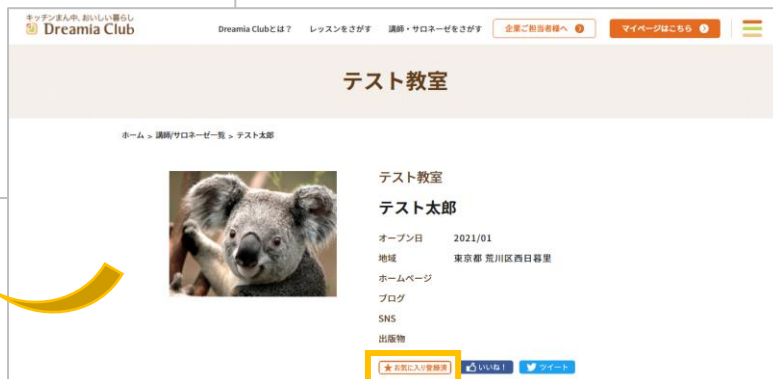 キッチンまん中、おいしい暮らし
Dreamia Club
Dreamia Clubとは？ レッスンをさがす 講師・サロネーゼをさがす 企業ご担当者様へ マイページはこちら
テスト教室
ホーム > 講師/サロネーゼ一覧 > テスト太郎
テスト教室
テスト太郎
オープン日 2021/01
地域 東京都 荒川区西日暮里
ホームページ
ブログ
SNS
出版物
★お気に入り登録済 いいね！ ツイート